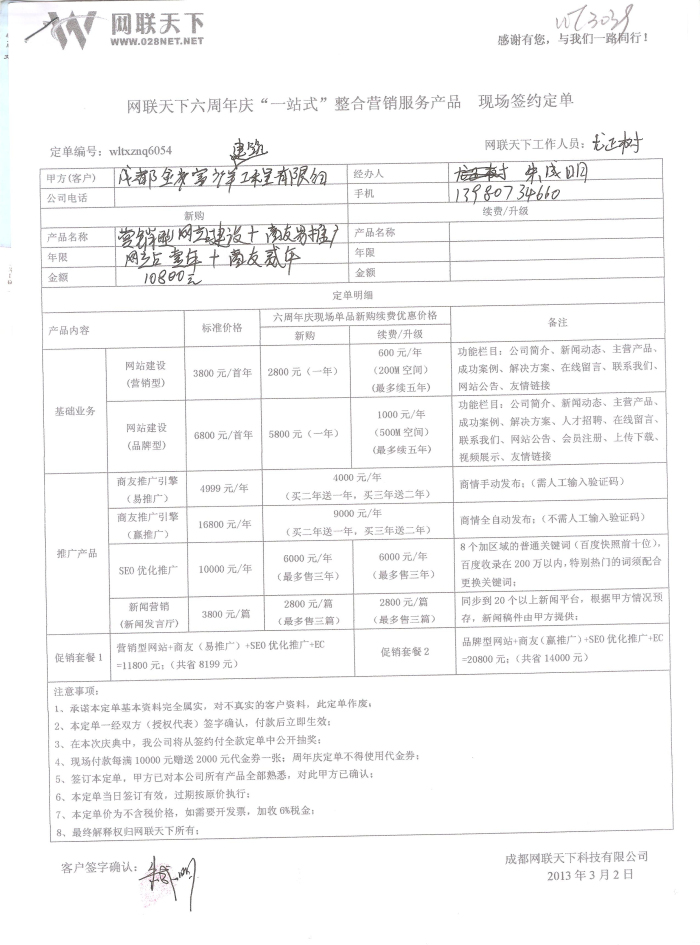 网联天下
WWW.028NET.NET
wt3039
感谢有您，与我们一路同行！
网联天下六周年庆“一站式”整合营销服务产品 现场签约定单
定单编号：wltxznq6054
网联天下工作人员：
甲方(客户) 成都 工程有限公司 经办人 朱成明
公司电话 手机 13980734660
新购 续费/升级
产品名称 营销型网站建设+商友易推广 产品名称
年限 网站壹年+商友贰年 年限
金额 10800元 金额
定单明细
产品内容 标准价格 六周年庆现场单品新购续费优惠价格 备注
新购 续费/升级
基础业务
网站建设(营销型) 3800元/首年 2800元（一年） 600元/年(200M空间)(最多续五年) 功能栏目：公司简介、新闻动态、主营产品、成功案例、解决方案、在线留言、联系我们、网站公告、友情链接
网站建设(品牌型) 6800元/首年 5800元（一年） 1000元/年(500M空间)(最多续五年) 功能栏目：公司简介、新闻动态、主营产品、成功案例、解决方案、人才招聘、在线留言、联系我们、网站公告、会员注册、上传下载、视频展示、友情链接
推广产品
商友推广引擎（易推广） 4999元/年 4000元/年（买二年送一年，买三年送二年） 商情手动发布；（需人工输入验证码）
商友推广引擎（赢推广） 16800元/年 9000元/年（买二年送一年，买三年送二年） 商情全自动发布；（不需人工输入验证码）
SEO优化推广 10000元/年 6000元/年（最多售三年） 6000元/年（最多售三年） 8个加区域的普通关键词（百度快照前十位），百度收录在200万以内；特别热门的词须配合更换关键词；
新闻营销(新闻发言厅) 3800元/篇 2800元/篇（最多售三篇） 2800元/篇（最多售三篇） 同步到20个以上新闻平台，根据甲方情况预存，新闻稿件由甲方提供；
促销套餐1 营销型网站+商友（易推广）+SEO优化推广+EC=11800元；（共省8199元） 促销套餐2 品牌型网站+商友(赢推广）+SEO优化推广+EC=20800元；（共省14000元）
注意事项：
1、承诺本定单基本资料完全属实，对不真实的客户资料，此定单作废；
2、本定单一经双方（授权代表）签字确认，付款后立即生效；
3、在本次庆典中，我公司将从签约付全款定单中公开抽奖；
4、现场付款每满10000元赠送2000元代金券一张；周年庆定单不得使用代金券；
5、签订本定单，甲方已对本公司所有产品全部熟悉，对此甲方已确认；
6、本定单当日签订有效，过期按原价执行；
7、本定单价为不含税价格，如需要开发票，加收6%税金；
8、最终解释权归网联天下所有；
客户签字确认：
成都网联天下科技有限公司
2013年3月2日